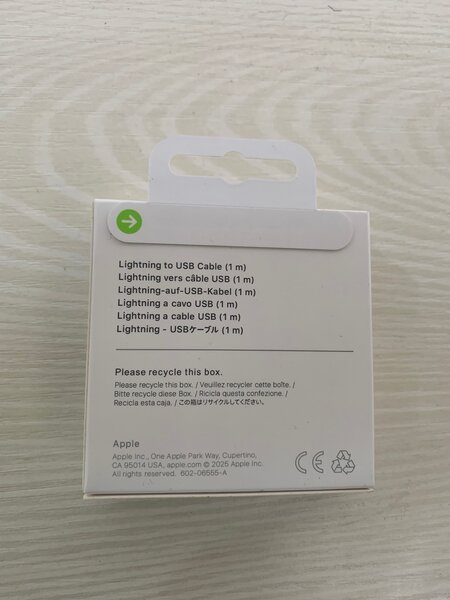 Lightning to USB Cable (1 m)
Lightning vers câble USB (1 m)
Lightning-auf-USB-Kabel (1 m)
Lightning a cavo USB (1 m)
Lightning a cable USB (1 m)
Lightning - USBケーブル (1 m)
Please recycle this box.
Please recycle this box. / Veuillez recycler cette boîte. /
Bitte recycle diese Box. / Ricicla questa confezione. /
Recicla esta caja. / この箱はリサイクルしてください。
Apple
Apple Inc., One Apple Park Way, Cupertino,
CA 95014 USA, apple.com © 2025 Apple Inc.
All rights reserved. 602-06555-A
CE